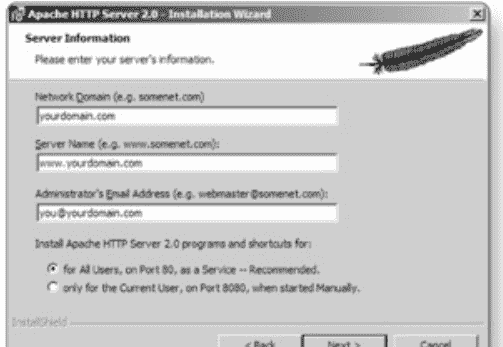 Apache HTTP Server 2.0 - Installation Wizard
Server Information
Please enter your server's information.
Network Domain (e.g. somenet.com)
yourdomain.com
Server Name (e.g. www.somenet.com):
www.yourdomain.com
Administrator's Email Address (e.g. webmaster@somenet.com):
you@yourdomain.com
Install Apache HTTP Server 2.0 programs and shortcuts for:
for All Users, on Port 80, as a Service -- Recommended.
only for the Current User, on Port 8080, when started Manually.
InstallShield
< Back Next > Cancel